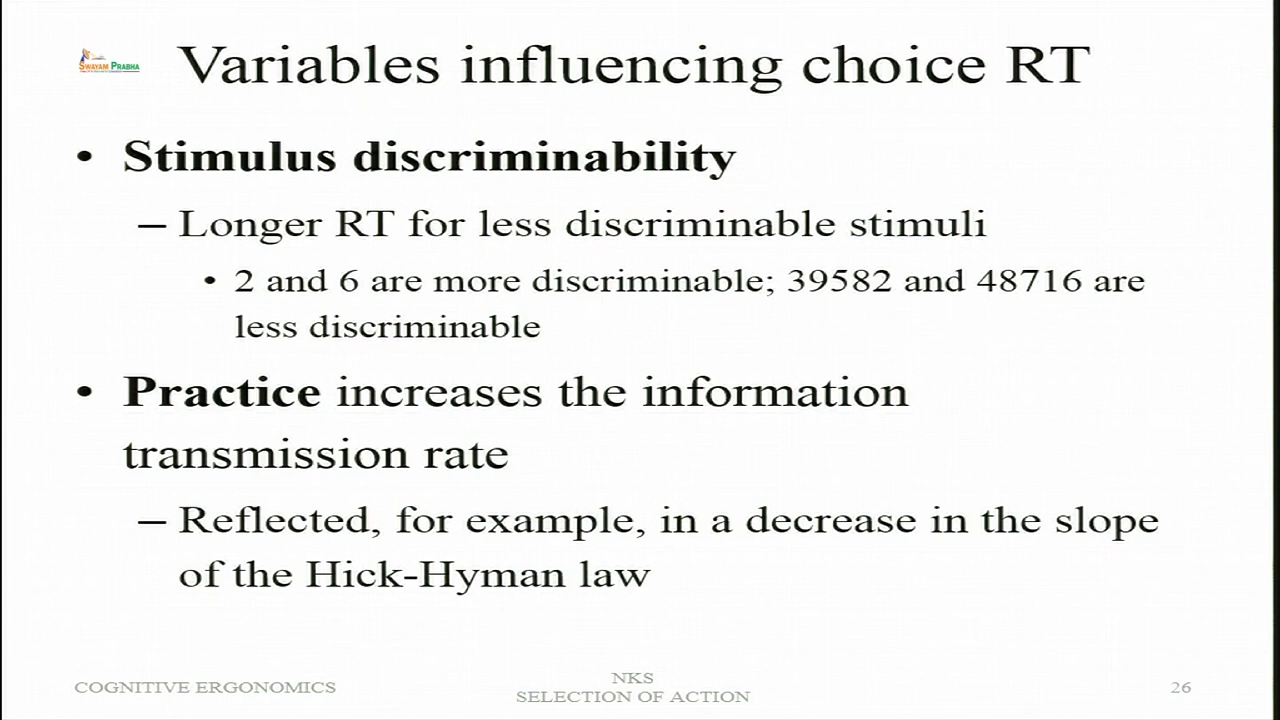 SWAYAM PRABHA
Variables influencing choice RT
• Stimulus discriminability
– Longer RT for less discriminable stimuli
• 2 and 6 are more discriminable; 39582 and 48716 are
less discriminable
• Practice increases the information
transmission rate
– Reflected, for example, in a decrease in the slope
of the Hick-Hyman law
COGNITIVE ERGONOMICS
NKS
SELECTION OF ACTION
26